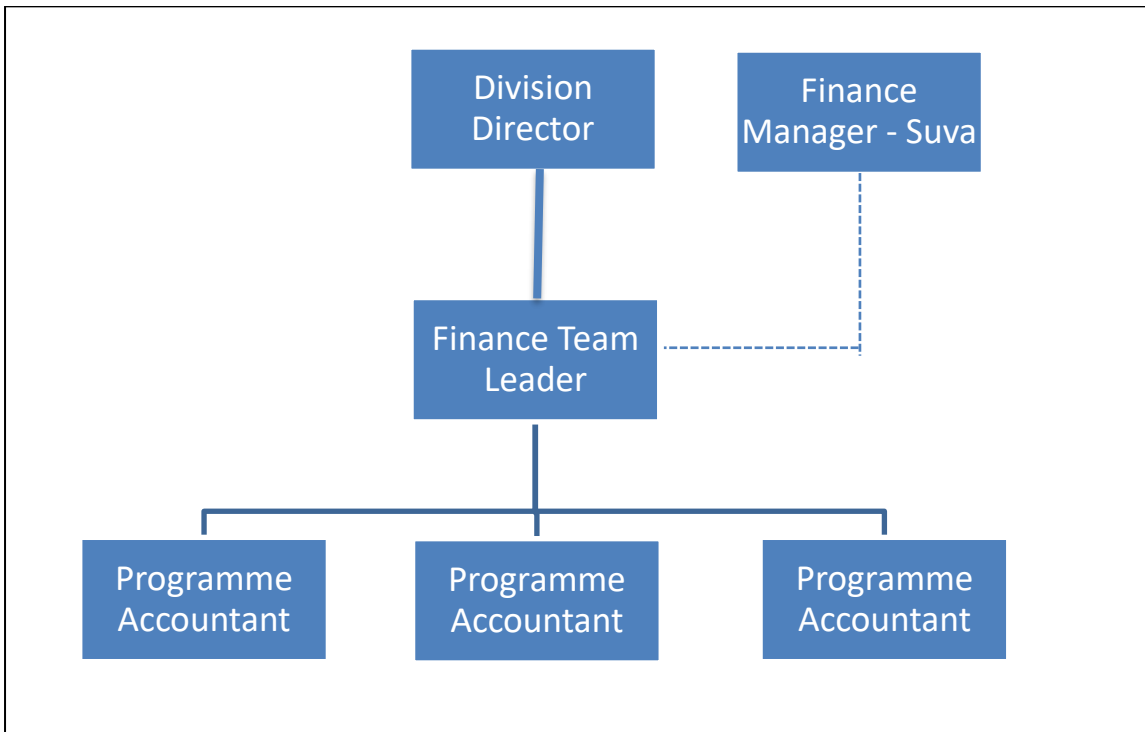 Division
Director
Finance
Manager - Suva
Finance Team
Leader
Programme
Accountant
Programme
Accountant
Programme
Accountant